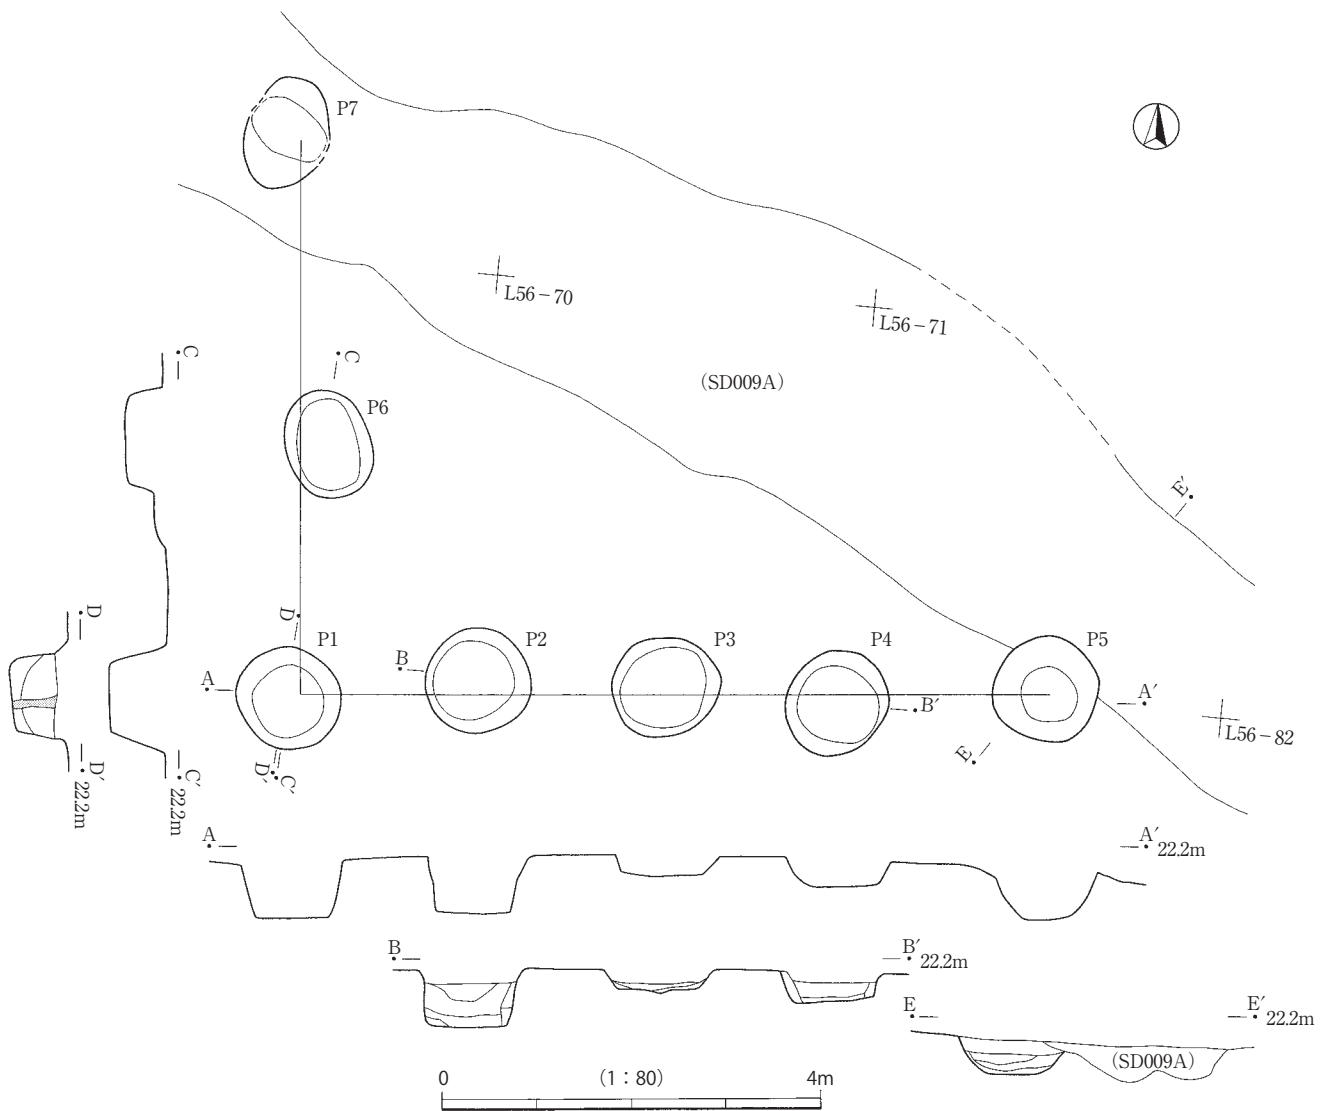 P7
L56－70
L56－71
(SD009A)
C
C
P6
E′
D
D
P1
P2
P3
P4
P5
A
B
B′
A′
E
L56－82
D′
C′
D′
22.2m
C′
22.2m
A
A′
22.2m
B
B′
22.2m
E
E′
22.2m
(SD009A)
0
(1：80)
4m